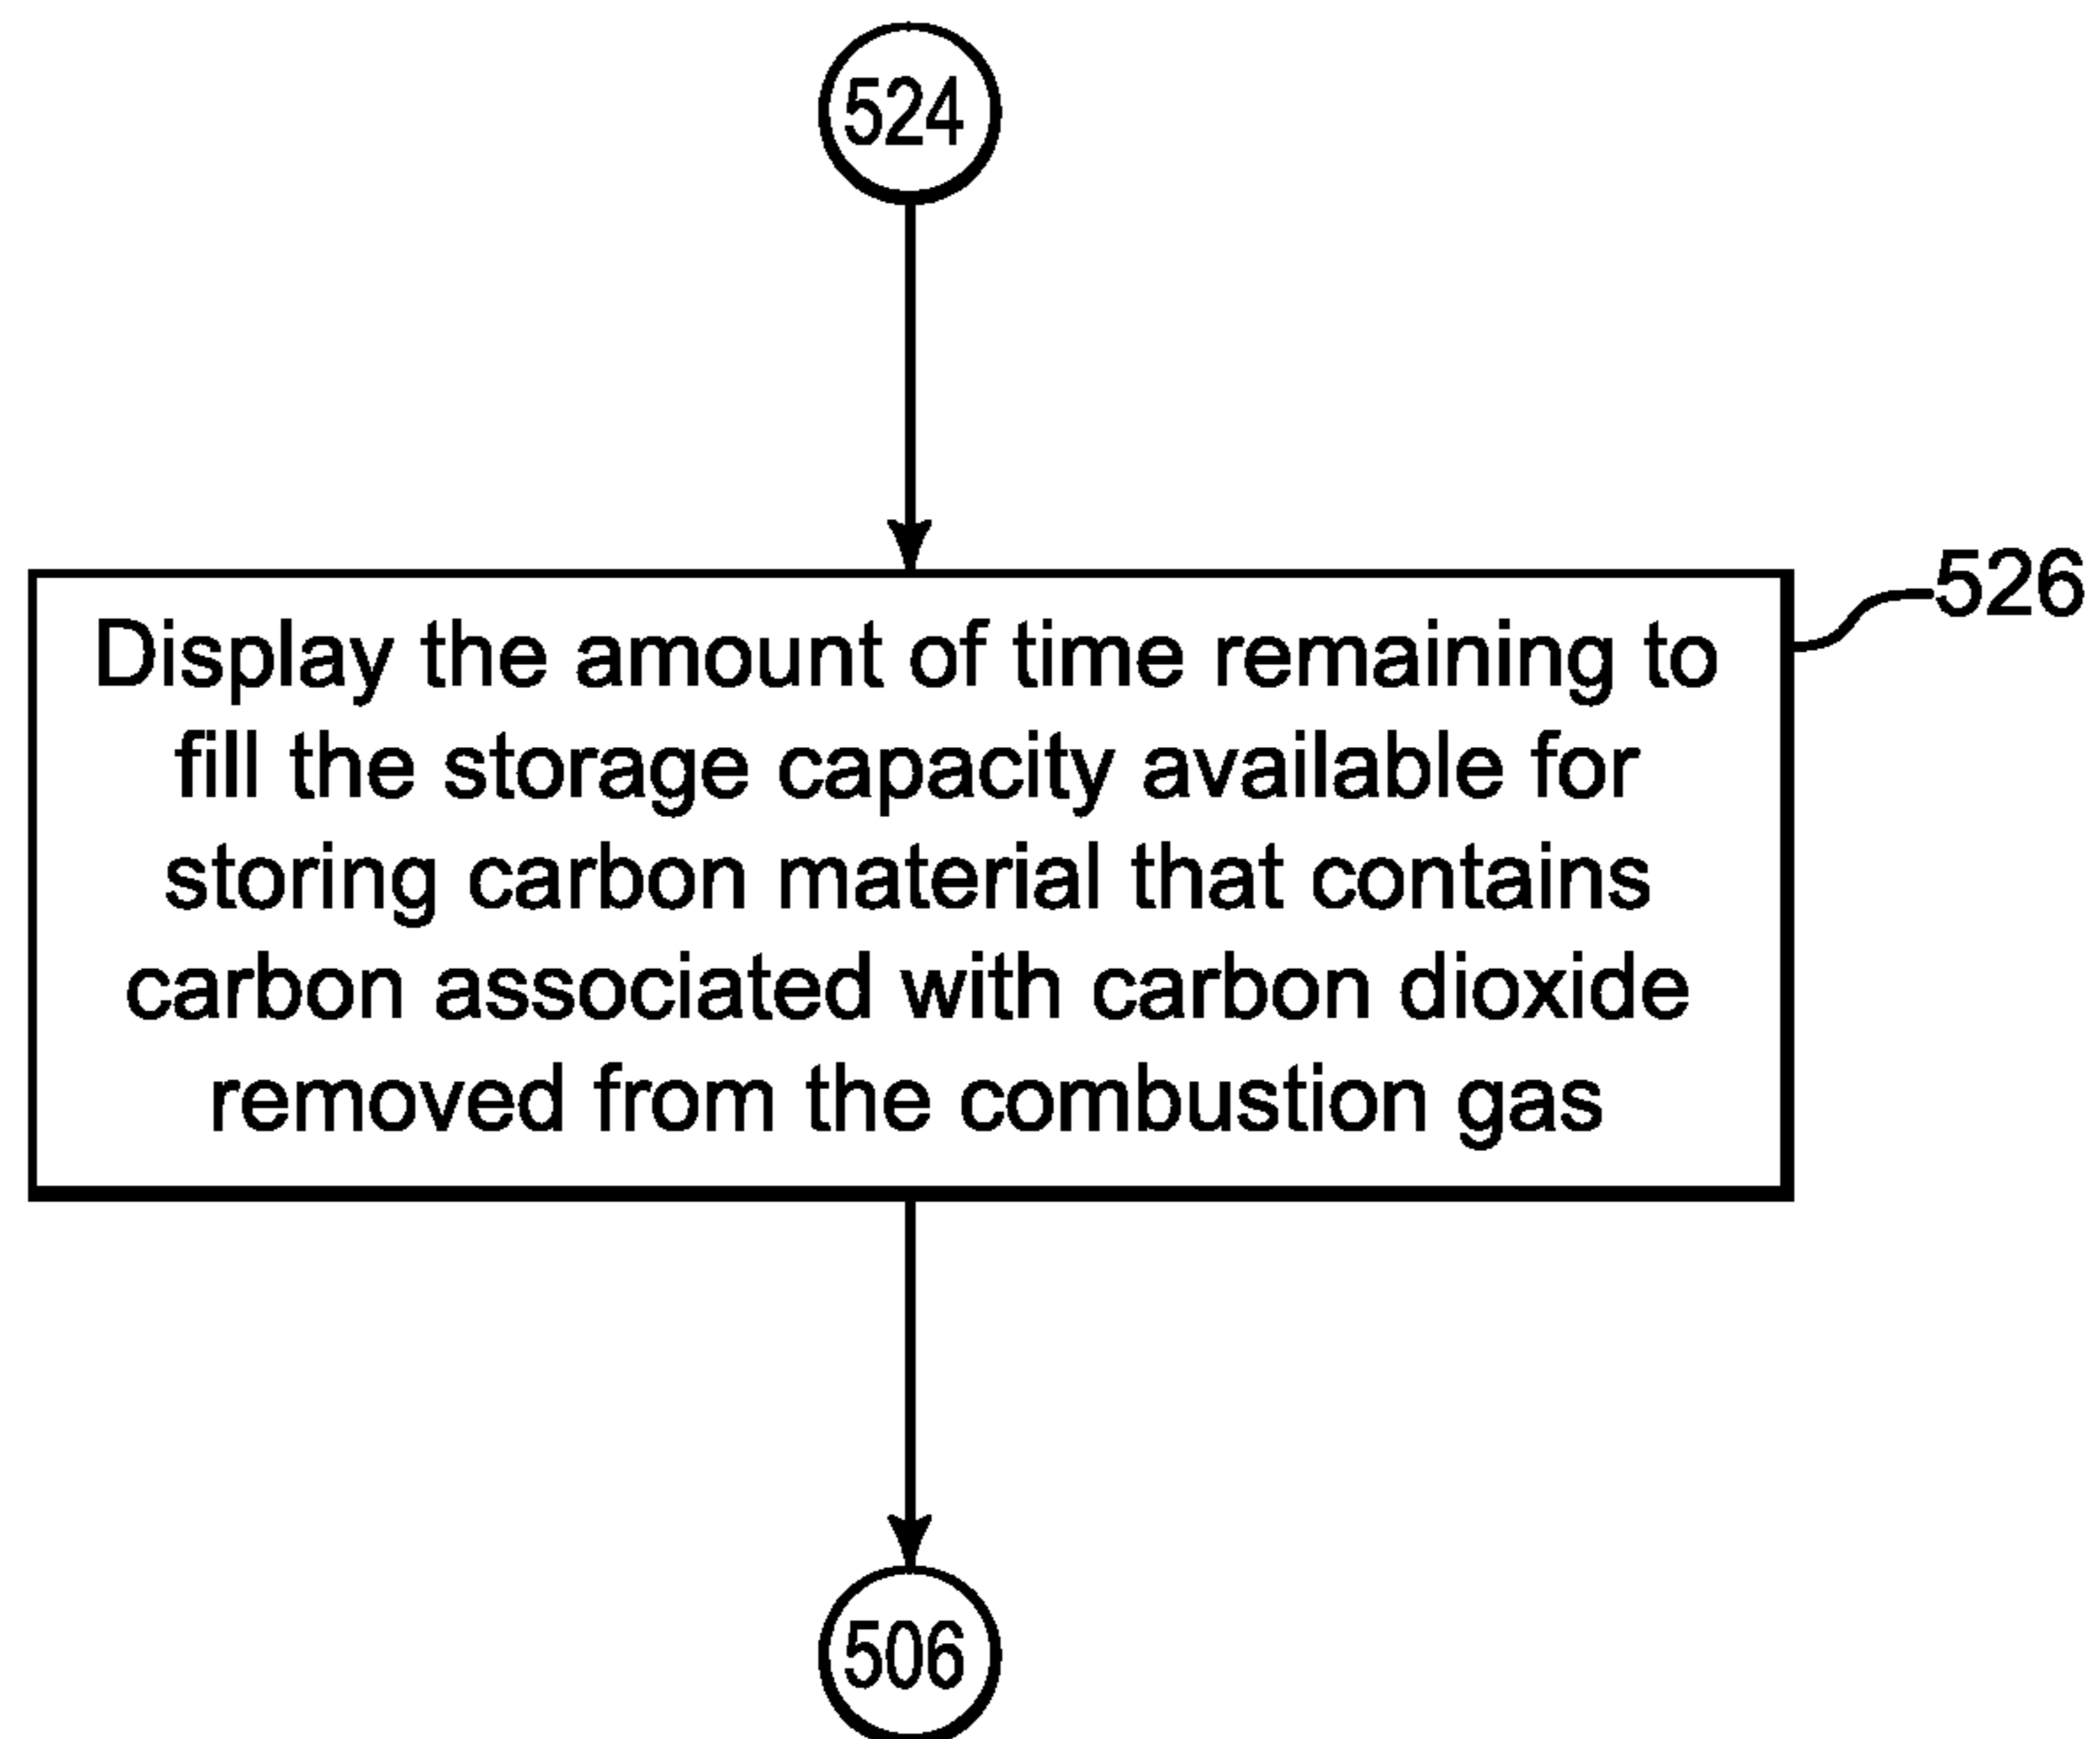 524
526
Display the amount of time remaining to
fill the storage capacity available for
storing carbon material that contains
carbon associated with carbon dioxide
removed from the combustion gas
506